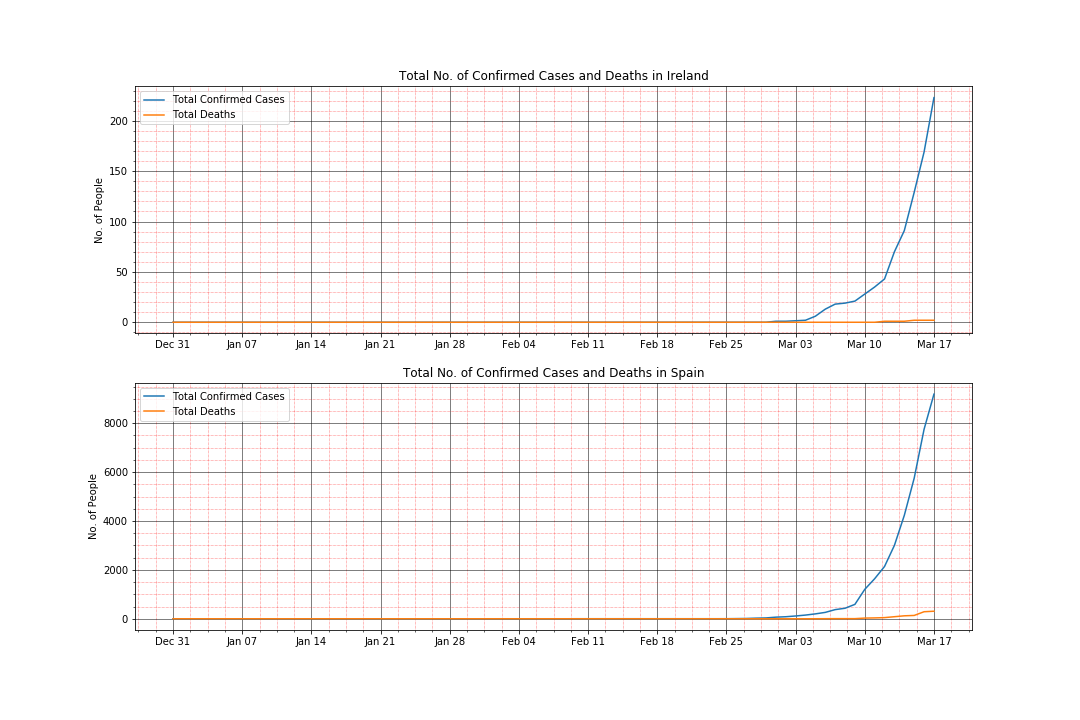 Total No. of Confirmed Cases and Deaths in Ireland
Total Confirmed Cases
Total Deaths
No. of People
200
150
100
50
0
Dec 31 Jan 07 Jan 14 Jan 21 Jan 28 Feb 04 Feb 11 Feb 18 Feb 25 Mar 03 Mar 10 Mar 17
Total No. of Confirmed Cases and Deaths in Spain
Total Confirmed Cases
Total Deaths
No. of People
8000
6000
4000
2000
0
Dec 31 Jan 07 Jan 14 Jan 21 Jan 28 Feb 04 Feb 11 Feb 18 Feb 25 Mar 03 Mar 10 Mar 17